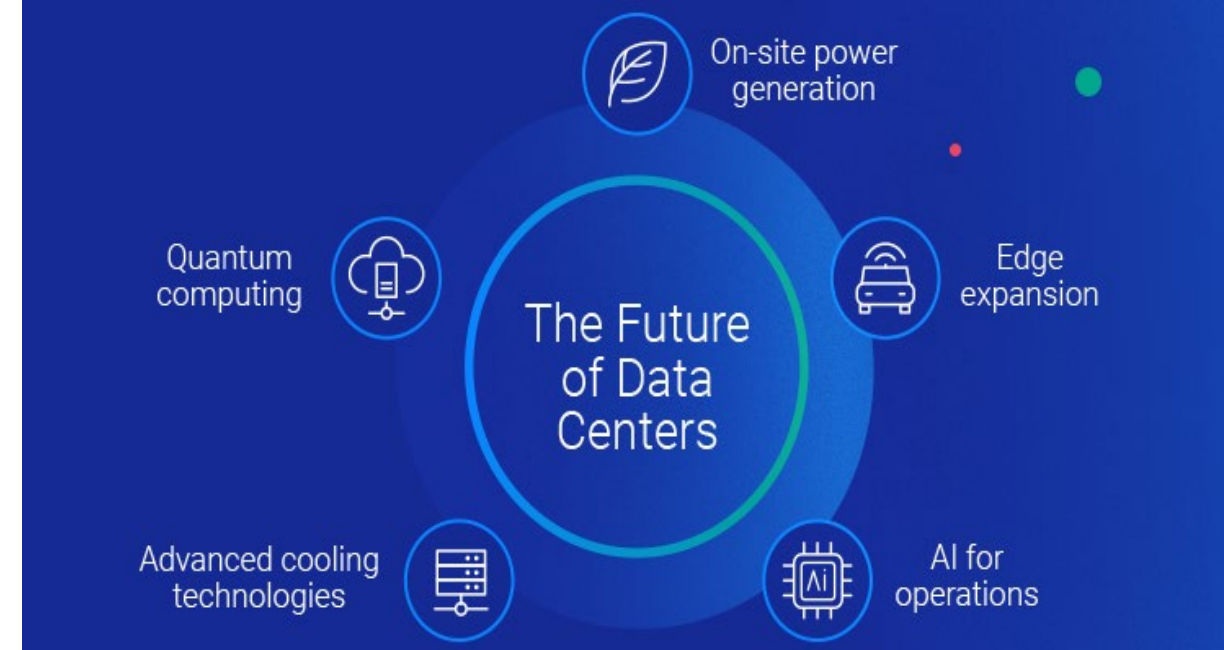 On-site power
generation
Quantum
computing
Edge
expansion
The Future
of Data
Centers
Advanced cooling
technologies
AI for
operations
Ai